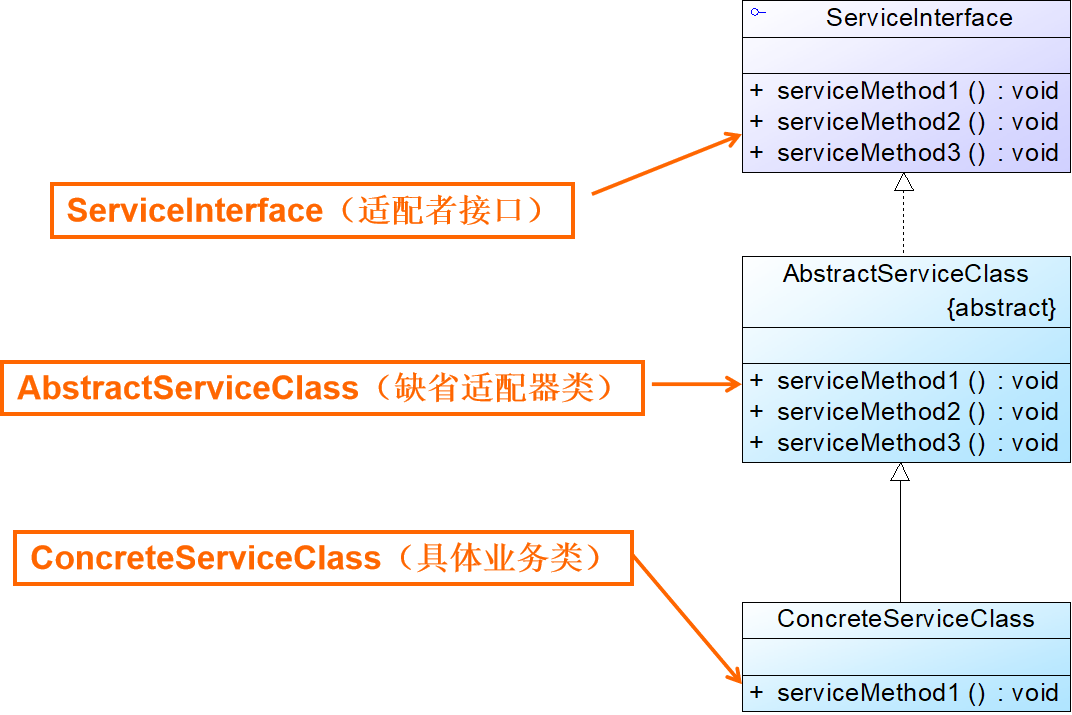 ServiceInterface
+ serviceMethod1 () : void
+ serviceMethod2 () : void
+ serviceMethod3 () : void
ServiceInterface（适配者接口）
AbstractServiceClass
{abstract}
AbstractServiceClass（缺省适配器类）
+ serviceMethod1 () : void
+ serviceMethod2 () : void
+ serviceMethod3 () : void
ConcreteServiceClass（具体业务类）
ConcreteServiceClass
+ serviceMethod1 () : void